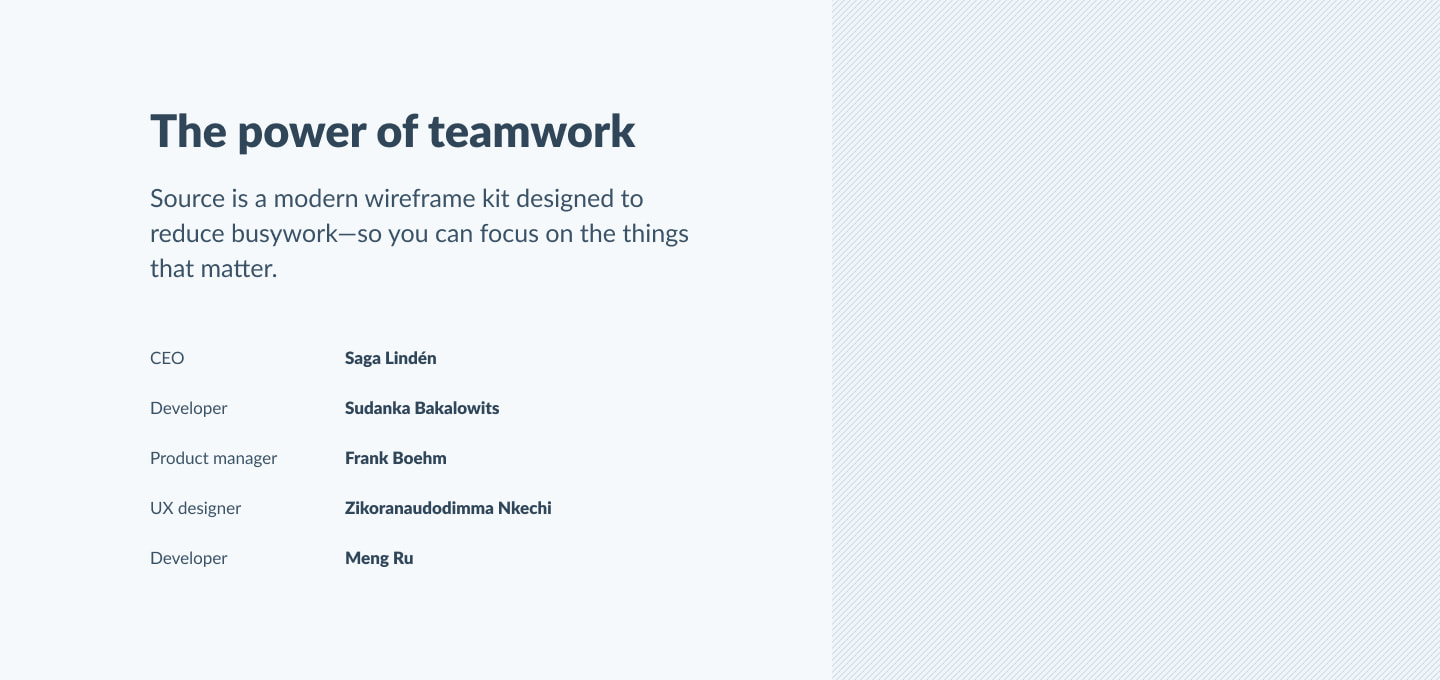 The power of teamwork
Source is a modern wireframe kit designed to
reduce busywork—so you can focus on the things
that matter.
CEO Saga Lindén
Developer Sudanka Bakalowits
Product manager Frank Boehm
UX designer Zikoranaudodimma Nkechi
Developer Meng Ru